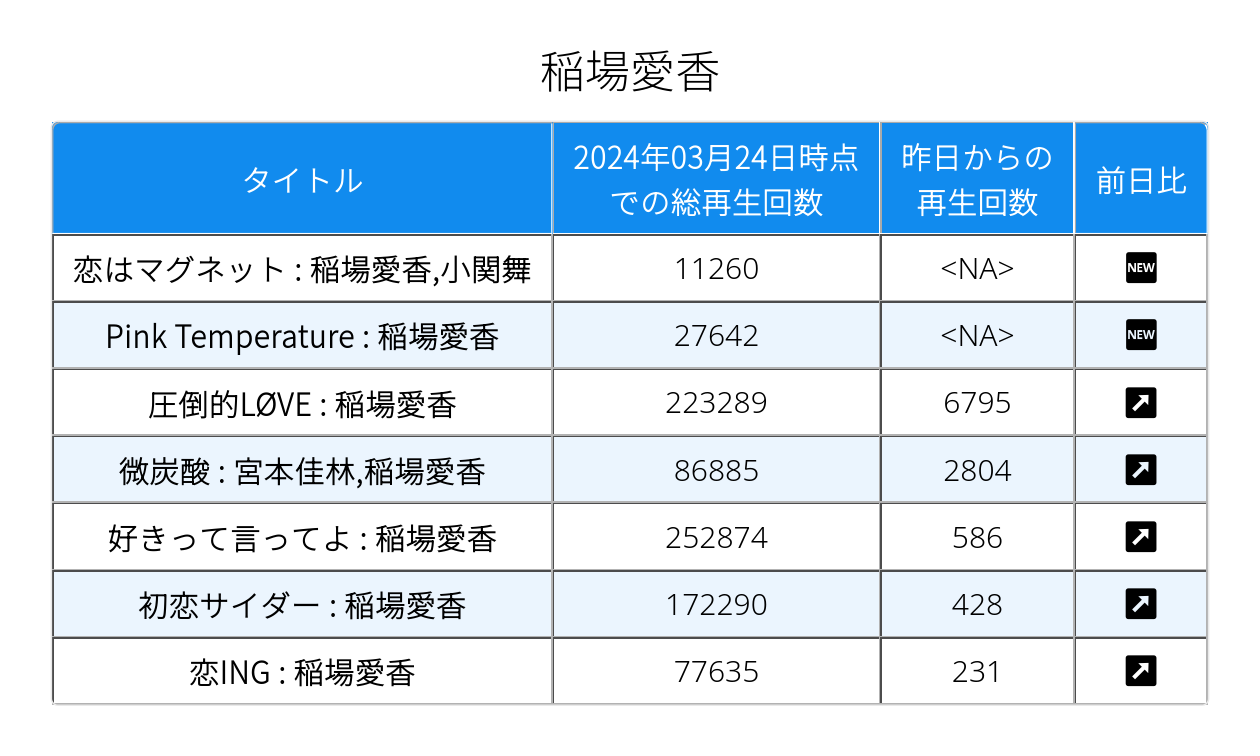 稲場愛香
タイトル
2024年03月24日時点
での総再生回数
昨日からの
再生回数
前日比
恋はマグネット : 稲場愛香,小関舞 11260 <NA> NEW
Pink Temperature : 稲場愛香 27642 <NA> NEW
圧倒的LØVE : 稲場愛香 223289 6795
微炭酸 : 宮本佳林,稲場愛香 86885 2804
好きって言ってよ : 稲場愛香 252874 586
初恋サイダー : 稲場愛香 172290 428
恋ING : 稲場愛香 77635 231